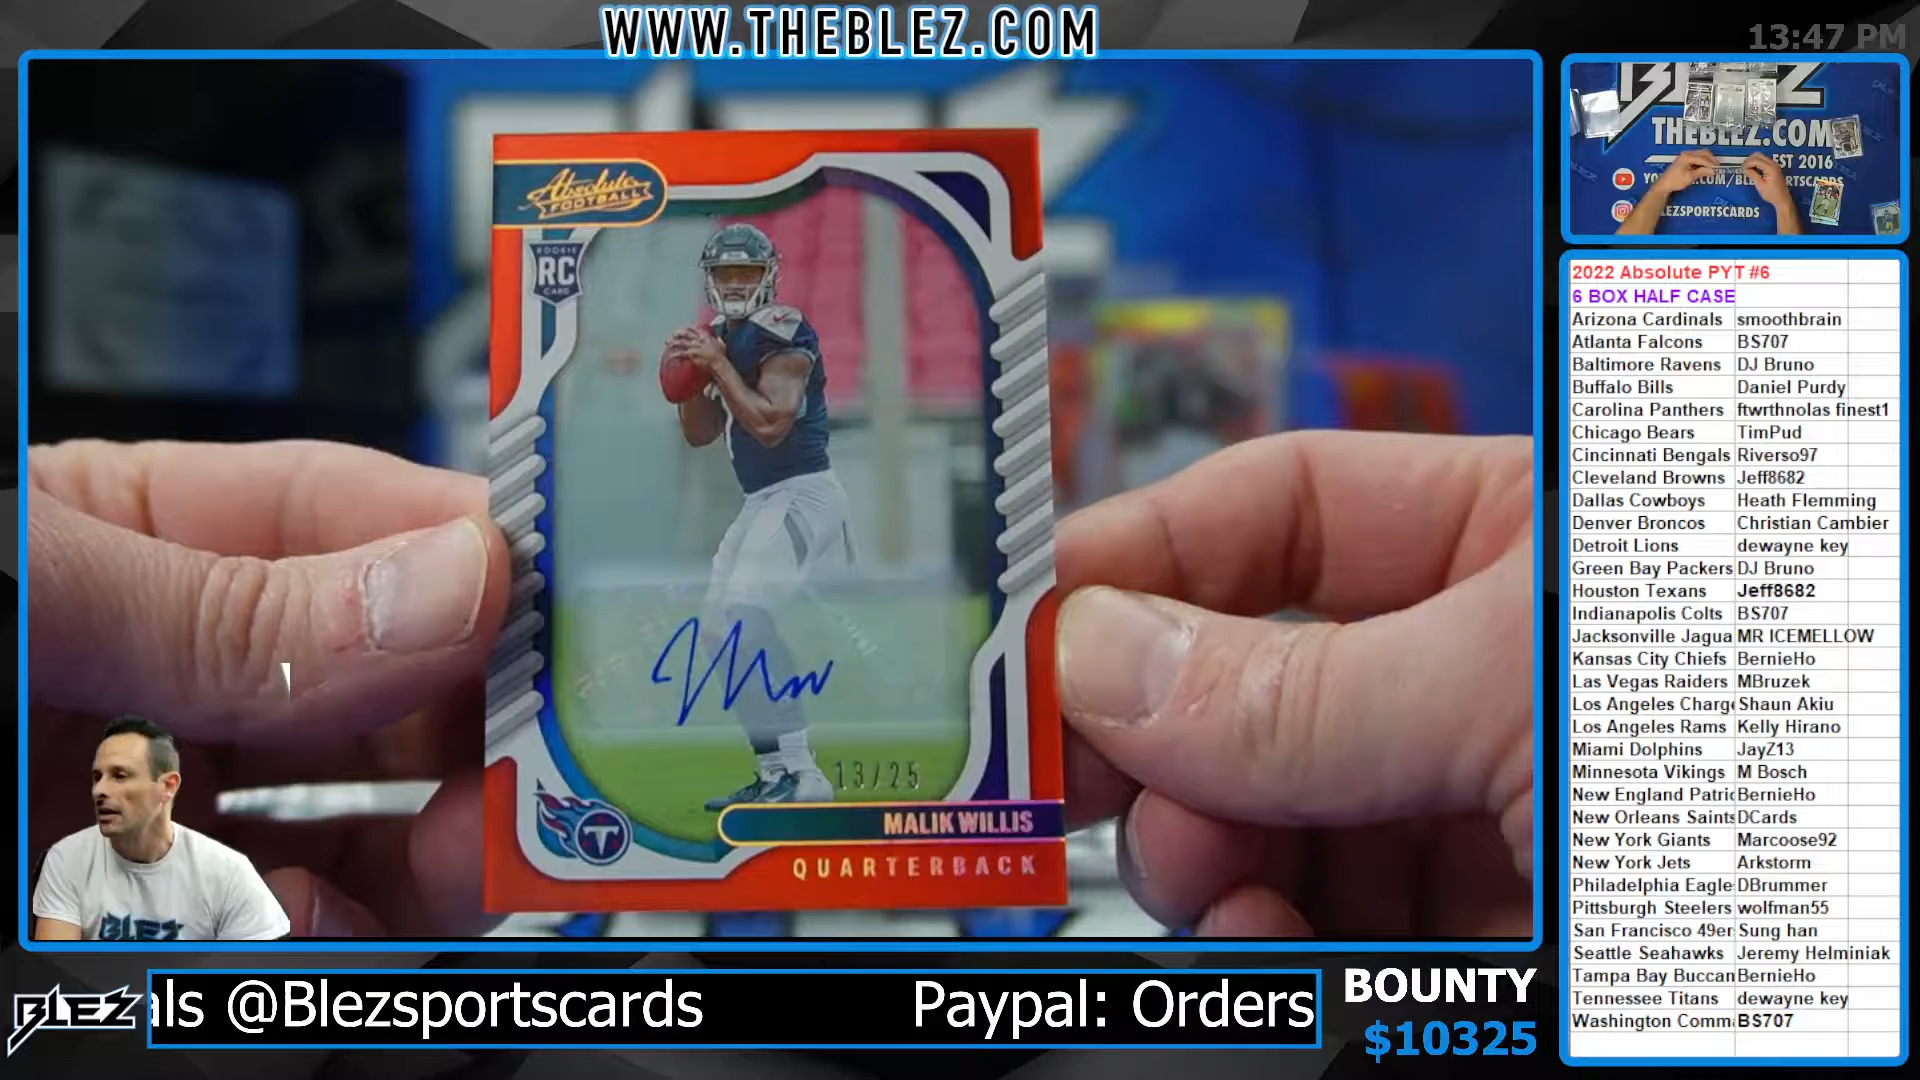 WWW.THEBLEZ.COM
13:47 PM
Absolute
FOOTBALL
ROOKIE
RC
CARD
13/25
MALIK WILLIS
QUARTERBACK
BLEZ
THEBLEZ.COM
EST 2016
2022 Absolute PYT #6
6 BOX HALF CASE
Arizona Cardinals smoothbrain
Atlanta Falcons BS707
Baltimore Ravens DJ Bruno
Buffalo Bills Daniel Purdy
Carolina Panthers ftwrthnolas finest1
Chicago Bears TimPud
Cincinnati Bengals Riverso97
Cleveland Browns Jeff8682
Dallas Cowboys Heath Flemming
Denver Broncos Christian Cambier
Detroit Lions dewayne key
Green Bay Packers DJ Bruno
Houston Texans Jeff8682
Indianapolis Colts BS707
Jacksonville Jagua MR ICEMELLOW
Kansas City Chiefs BernieHo
Las Vegas Raiders MBruzek
Los Angeles Charg Shaun Akiu
Los Angeles Rams Kelly Hirano
Miami Dolphins JayZ13
Minnesota Vikings M Bosch
New England Patri BernieHo
New Orleans Saints DCards
New York Giants Marcoose92
New York Jets Arkstorm
Philadelphia Eagle DBrummer
Pittsburgh Steelers wolfman55
San Francisco 49er Sung han
Seattle Seahawks Jeremy Helminiak
Tampa Bay Buccan BernieHo
Tennessee Titans dewayne key
Washington Comm BS707
BLEZ
BLEZ
als @Blezsportscards Paypal: Orders
BOUNTY
$10325